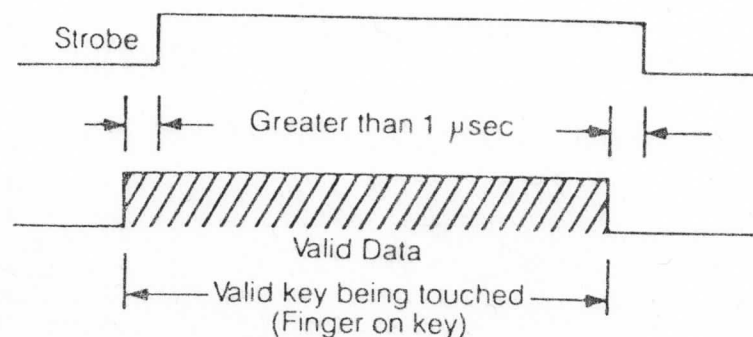 Strobe
Greater than 1 µsec
Valid Data
Valid key being touched
(Finger on key)